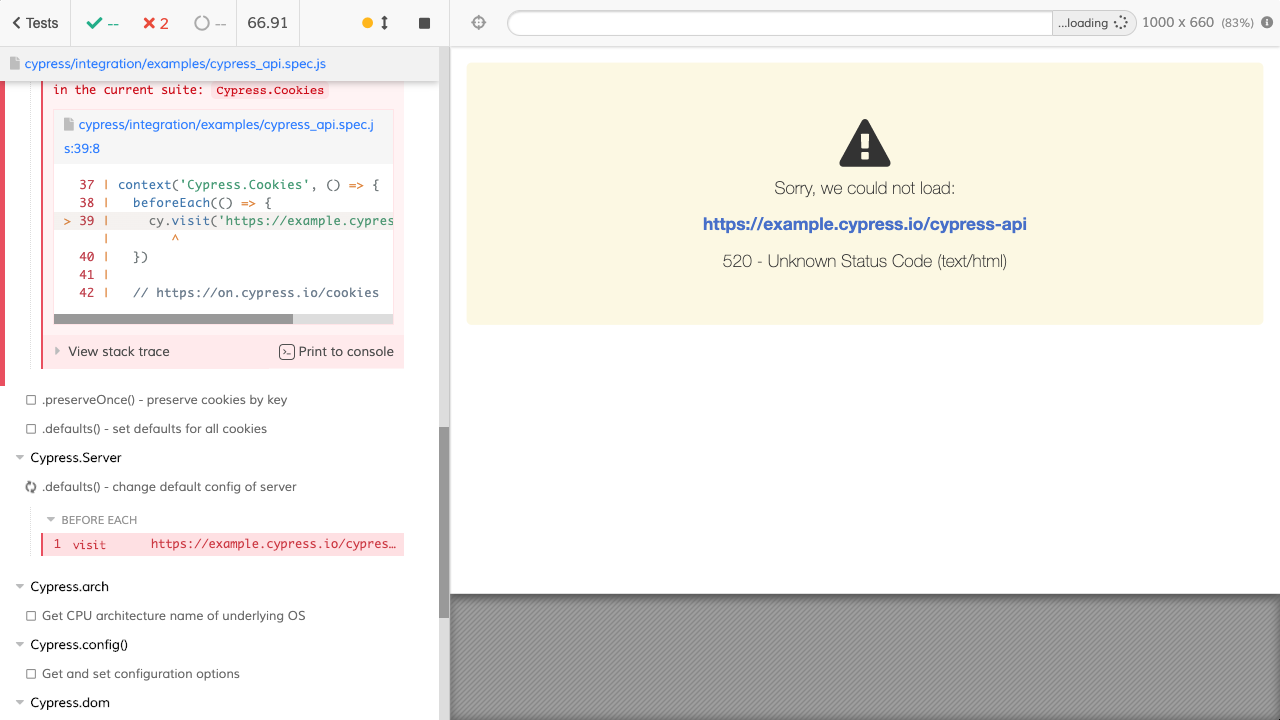 Tests
--
2
--
66.91
...loading
1000 x 660 (83%)
cypress/integration/examples/cypress_api.spec.js
in the current suite: Cypress.Cookies
cypress/integration/examples/cypress_api.spec.j
s:39:8
37 | context('Cypress.Cookies', () => {
38 | beforeEach(() => {
> 39 | cy.visit('https://example.cypres
| ^
40 | })
41 |
42 | // https://on.cypress.io/cookies
View stack trace
Print to console
.preserveOnce() - preserve cookies by key
.defaults() - set defaults for all cookies
Cypress.Server
.defaults() - change default config of server
BEFORE EACH
1 visit https://example.cypress.io/cypres…
Cypress.arch
Get CPU architecture name of underlying OS
Cypress.config()
Get and set configuration options
Cypress.dom
Sorry, we could not load:
https://example.cypress.io/cypress-api
520 - Unknown Status Code (text/html)